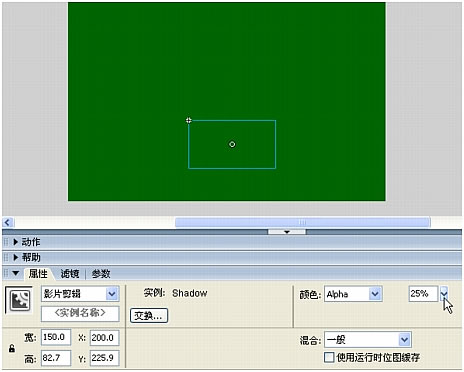 动作
帮助
属性 滤镜 参数
影片剪辑 实例: Shadow 颜色: Alpha 25%
<实例名称> 交换...
宽: 150.0 X: 200.0 混合: 一般
高: 82.7 Y: 225.9 使用运行时位图缓存